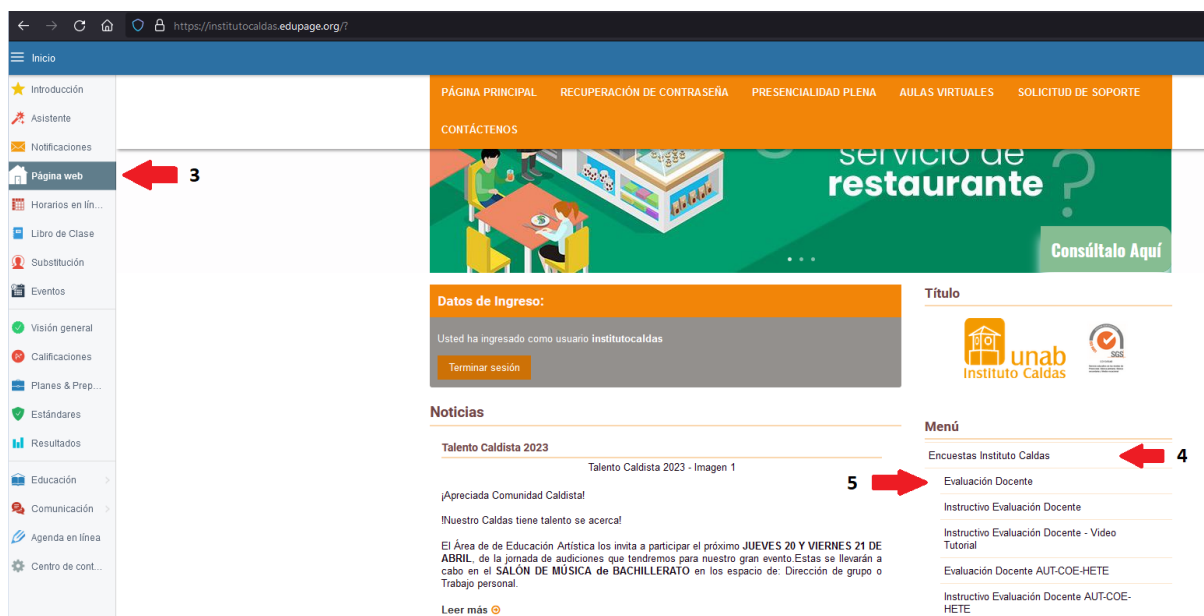 https://institutocaldas.edupage.org/?
Inicio
Introducción
Asistente
Notificaciones
Página web
3
Horarios en lín...
Libro de Clase
Substitución
Eventos
Visión general
Calificaciones
Planes & Prep...
Estándares
Resultados
Educación
Comunicación
Agenda en línea
Centro de cont...
PÁGINA PRINCIPAL
RECUPERACIÓN DE CONTRASEÑA
PRESENCIALIDAD PLENA
AULAS VIRTUALES
SOLICITUD DE SOPORTE
CONTÁCTENOS
servicio de
restaurante ?
Consúltalo Aquí
Datos de Ingreso:
Usted ha ingresado como usuario institutocaldas
Terminar sesión
Noticias
Talento Caldista 2023
Talento Caldista 2023 - Imagen 1
¡Apreciada Comunidad Caldista!
!Nuestro Caldas tiene talento se acerca!
El Área de de Educación Artística los invita a participar el próximo JUEVES 20 Y VIERNES 21 DE
ABRIL, de la jornada de audiciones que tendremos para nuestro gran evento.Estas se llevarán a
cabo en el SALÓN DE MÚSICA de BACHILLERATO en los espacio de: Dirección de grupo o
Trabajo personal.
Leer más
Título
unab
Instituto Caldas
SGS
Menú
Encuestas Instituto Caldas
4
5
Evaluación Docente
Instructivo Evaluación Docente
Instructivo Evaluación Docente - Video
Tutorial
Evaluación Docente AUT-COE-HETE
Instructivo Evaluación Docente AUT-COE-
HETE